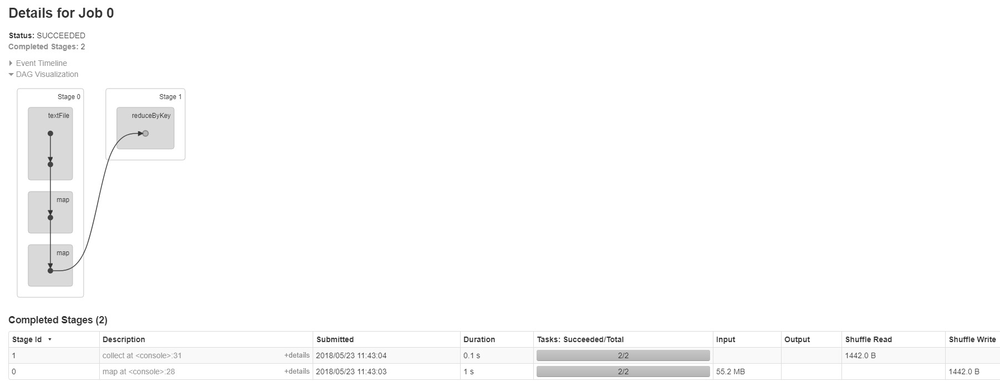 Details for Job 0
Status: SUCCEEDED
Completed Stages: 2
Event Timeline
DAG Visualization
Stage 0
textFile
map
map
Stage 1
reduceByKey
Completed Stages (2)
Stage Id Description Submitted Duration Tasks: Succeeded/Total Input Output Shuffle Read Shuffle Write
1 collect at <console>:31 +details 2018/05/23 11:43:04 0.1 s 2/2 1442.0 B
0 map at <console>:28 +details 2018/05/23 11:43:03 1 s 2/2 55.2 MB 1442.0 B